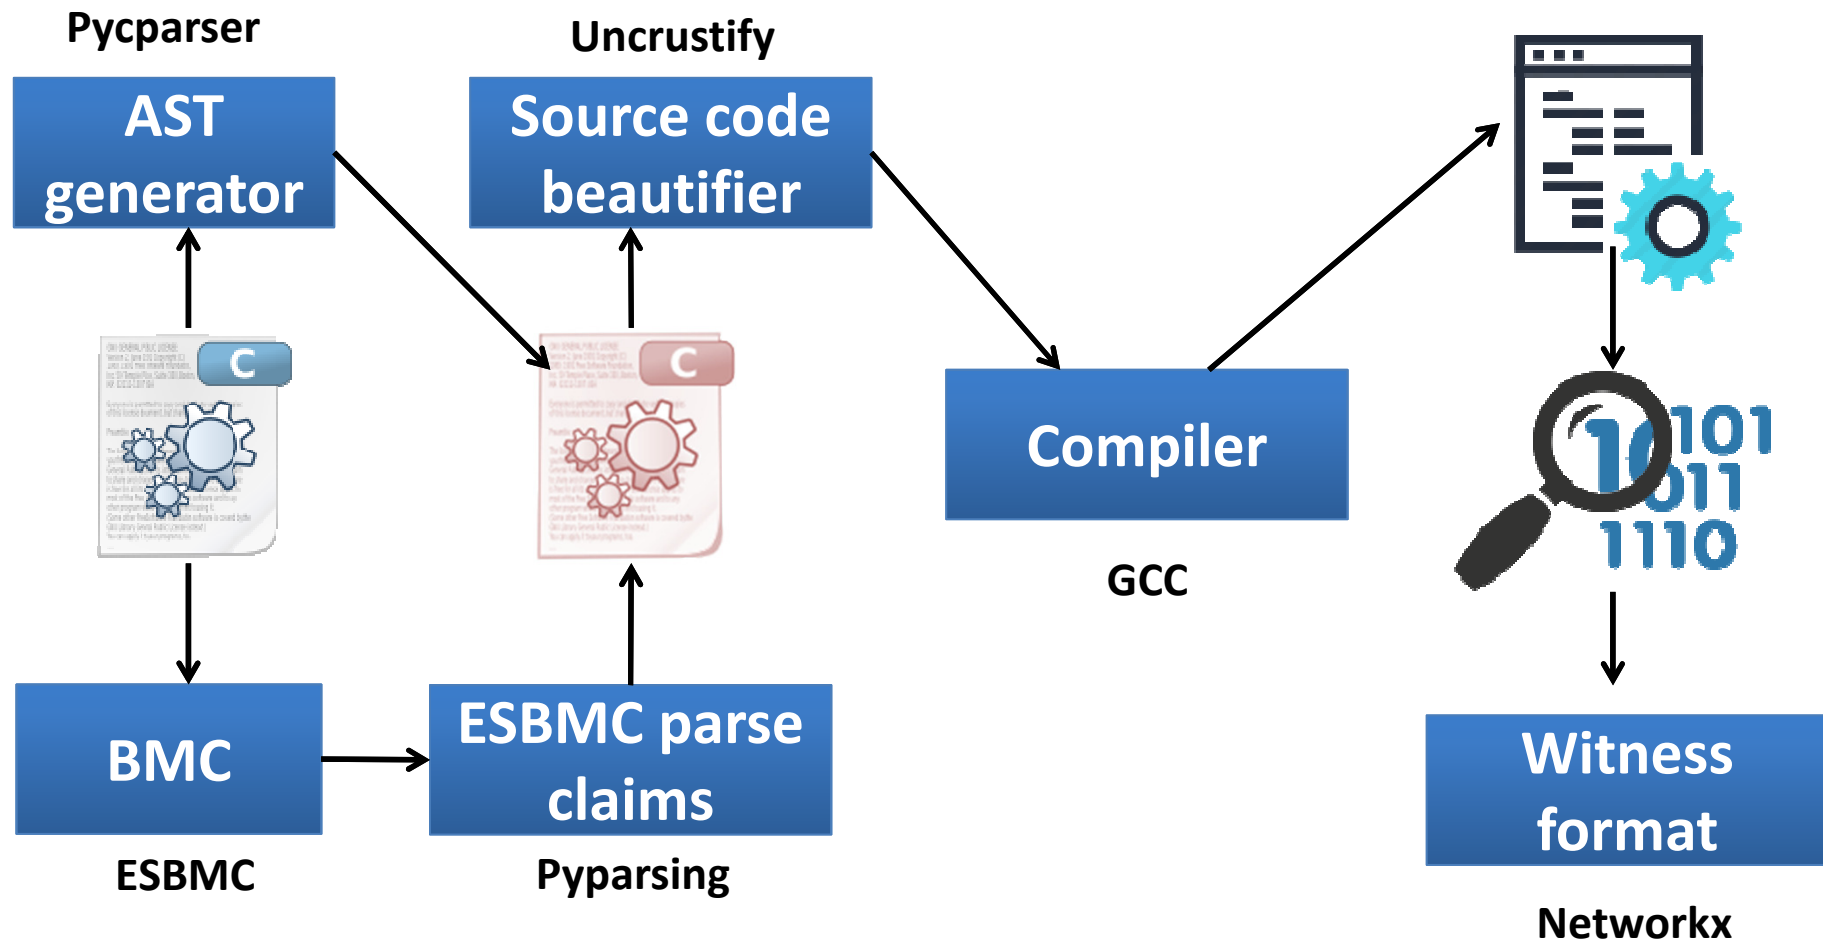 Pycparser
AST
generator
Uncrustify
Source code
beautifier
C
C
Compiler
GCC
10101
011
1110
BMC
ESBMC
ESBMC parse
claims
Pyparsing
Witness
format
Networkx